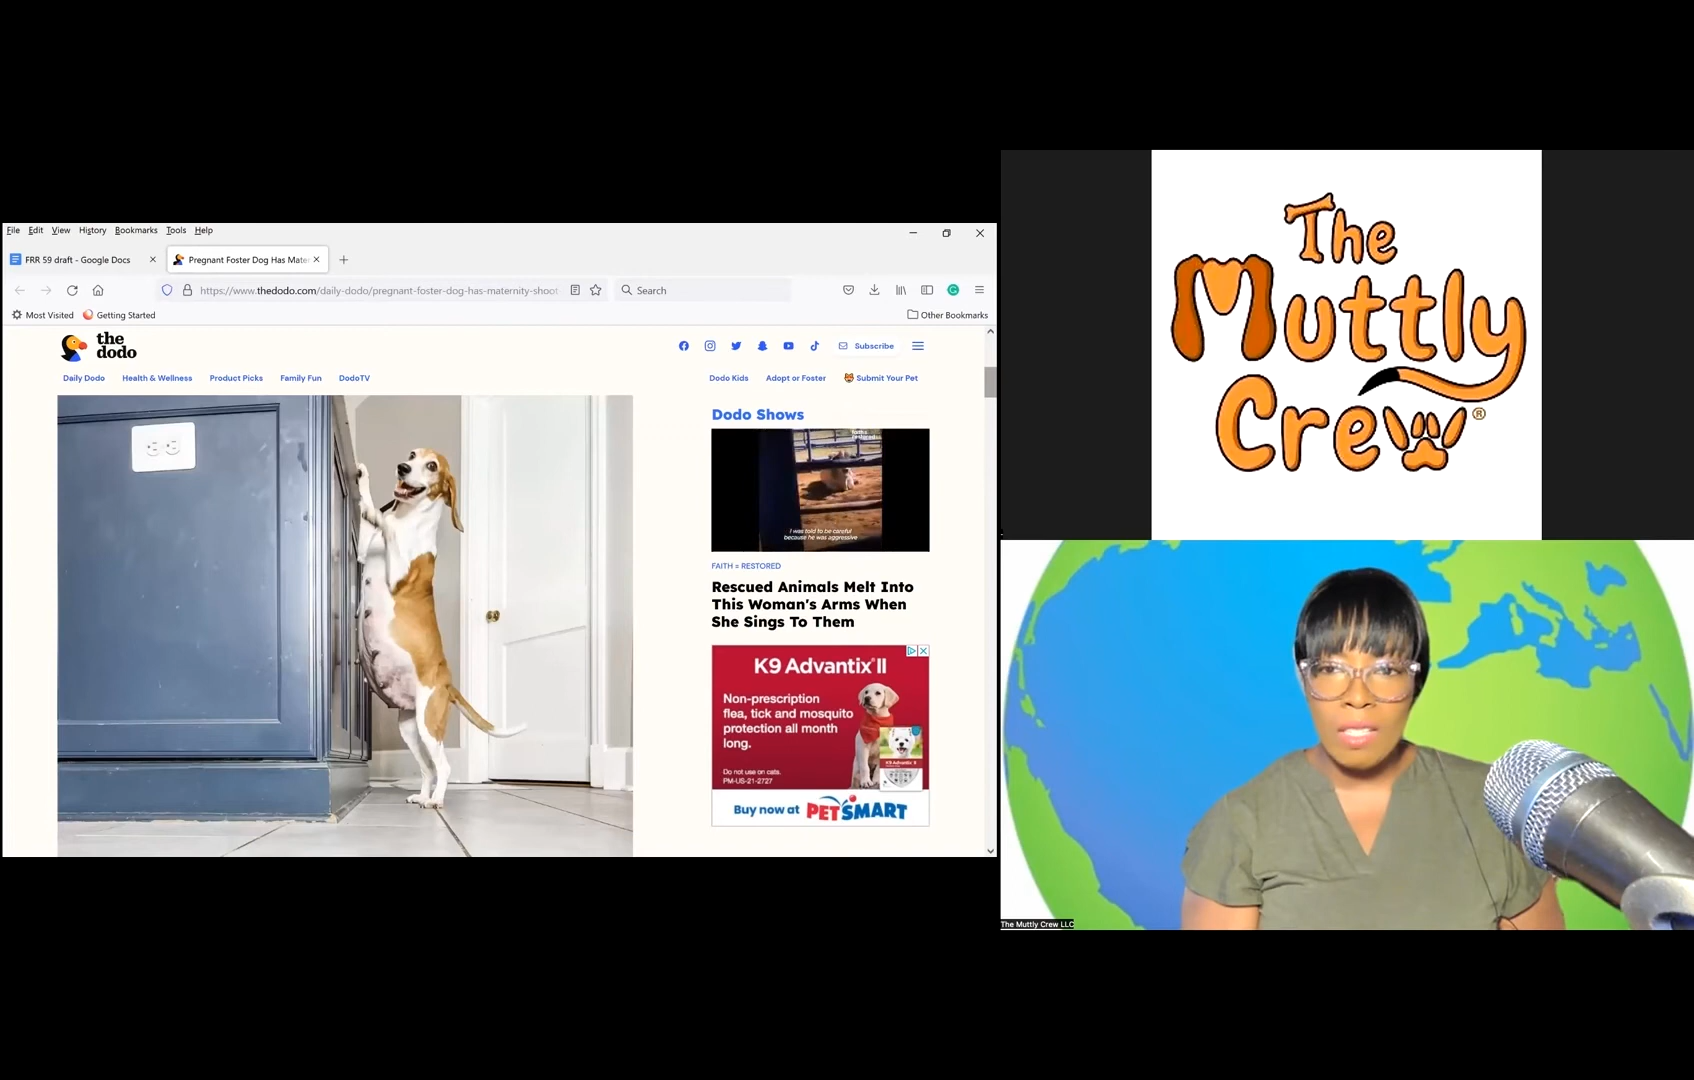 File Edit View History Bookmarks Tools Help
FRR 59 draft - Google Docs
Pregnant Foster Dog Has Mate
https://www.thedodo.com/daily-dodo/pregnant-foster-dog-has-maternity-shoot
Search
Most Visited Getting Started
Other Bookmarks
the
dodo
Subscribe
Daily Dodo Health & Wellness Product Picks Family Fun DodoTV
Dodo Kids Adopt or Foster Submit Your Pet
Dodo Shows
I was told to be careful
because he was aggressive
FAITH = RESTORED
Rescued Animals Melt Into
This Woman's Arms When
She Sings To Them
K9 Advantix® II
Non-prescription
flea, tick and mosquito
protection all month
long.
Do not use on cats.
PM-US-21-2727
K9 Advantix II
Buy now at PETSMART
The
Muttly
Crew®
The Muttly Crew LLC